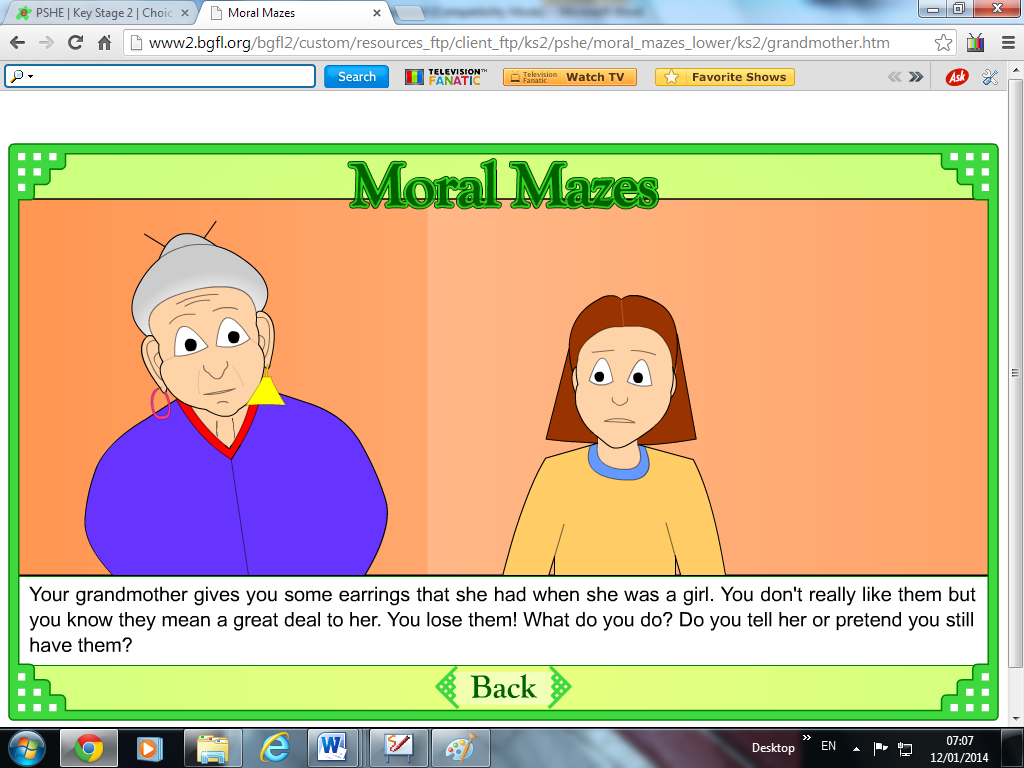 PSHE | Key Stage 2 | Choic
Moral Mazes
www2.bgfl.org/bgfl2/custom/resources_ftp/client_ftp/ks2/pshe/moral_mazes_lower/ks2/grandmother.htm
Search
TELEVISION FANATIC
Television Fanatic Watch TV
Favorite Shows
Ask
Moral Mazes
Your grandmother gives you some earrings that she had when she was a girl. You don't really like them but
you know they mean a great deal to her. You lose them! What do you do? Do you tell her or pretend you still
have them?
Back
Desktop
EN
07:07
12/01/2014